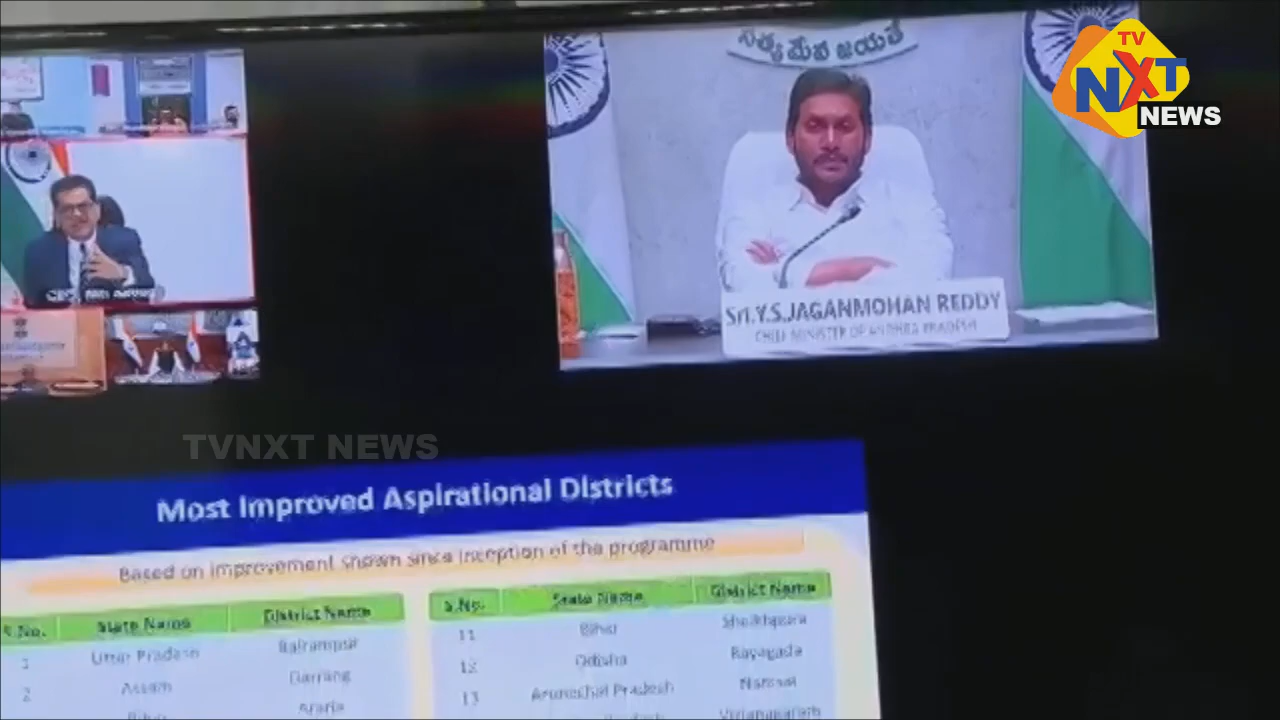 సత్యమేవ జయతే
TV
NXT
NEWS
Sri.Y.S.JAGANMOHAN REDDY
CHIEF MINISTER OF ANDHRA PRADESH
TVNXT NEWS
Most Improved Aspirational Districts
Based on improvement shown since inception of the programme
S.No. State Name District Name
1 Uttar Pradesh Balrampur
2 Assam Darrang
Bihar Araria
S.No. State Name District Name
11 Bihar Sheikhpura
12 Odisha Rayagada
13 Arunachal Pradesh Namsai
Pradesh Vizianagaram